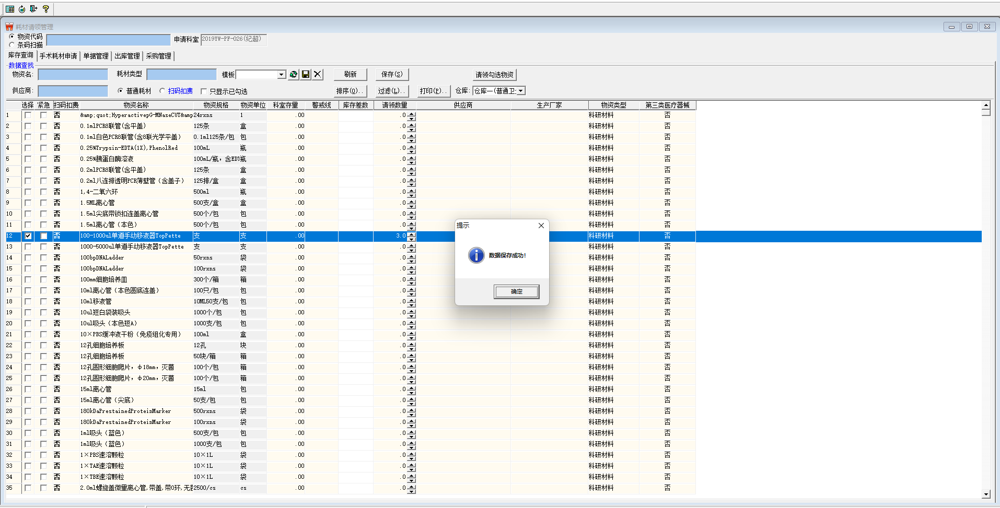 耗材请领管理
物资代码
条码扫描
申请科室 2019YW-PF-026(纪超)
库存查询 手术耗材申请 单据管理 出库管理 采购管理
数据查找
物资名: 耗材类型 模板 刷新 保存(S) 请领勾选物资
供应商: 普通耗材 扫码扣费 只显示已勾选 排序(O).. 过滤(L).. 打印(P).. 仓库: 仓库一(普通卫
选择 紧急 扫码扣费 物资名称 物资规格 物资单位 科室存量 警戒线 库存差数 请领数量 供应商 生产厂家 物资类型 第三类医疗器械
1 否 &amp;quot;HyperactivepG-MNaseCUT&amp 24rxns 1 .00 .0 科研材料 否
2 否 0.1mlPCR8联管(含平盖) 125条 盒 .00 .0 科研材料 否
3 否 0.1ml白色PCR8联管(含8联光学平盖) 0.1ml125条/包 包 .00 .0 科研材料 否
4 否 0.25%Trypsin-EDTA(1X),PhenolRed 100mL 瓶 .00 .0 科研材料 否
5 否 0.25%胰蛋白酶溶液 100mL/瓶，含EDT 瓶 .00 .0 科研材料 否
6 否 0.2mlPCR8联管(含平盖) 125条 盒 .00 .0 科研材料 否
7 否 0.2ml八连排透明PCR薄壁管（含盖子） 125排/盒 盒 .00 .0 科研材料 否
8 否 1,4-二氧六环 500ml 瓶 .00 .0 科研材料 否
9 否 1.5ML离心管 500支/盒 盒 .00 .0 科研材料 否
10 否 1.5ml尖底带锁扣连盖离心管 500个/包 包 .00 .0 科研材料 否
11 否 1.5ml离心管（本色） 500个/包 包 .00 .0 科研材料 否
12 否 100-1000ul单道手动移液器TopPette 支 支 .00 3.0 科研材料 否
13 否 1000-5000ul单道手动移液器TopPette 支 支 .00 .0 科研材料 否
14 否 100bpDNALadder 50rxns 袋 .00 .0 科研材料 否
15 否 100bpDNALadder 100rxns 袋 .00 .0 科研材料 否
16 否 100mm细胞培养皿 300个/箱 箱 .00 .0 科研材料 否
17 否 10ml离心管（本色圆底连盖） 100只/包 包 .00 .0 科研材料 否
18 否 10ml移液管 10ML50支/包 包 .00 .0 科研材料 否
19 否 10ul短白袋装吸头 1000个/包 包 .00 .0 科研材料 否
20 否 10ul吸头（本色短A） 1000支/包 包 .00 .0 科研材料 否
21 否 10×PBS缓冲液干粉（免疫组化专用） 100ml 盒 .00 .0 科研材料 否
22 否 12孔细胞培养板 12孔 块 .00 .0 科研材料 否
23 否 12孔细胞培养板 50块/箱 箱 .00 .0 科研材料 否
24 否 12孔圆形细胞爬片，φ18mm，灭菌 100个/包 箱 .00 .0 科研材料 否
25 否 12孔圆形细胞爬片，φ20mm，灭菌 100个/包 箱 .00 .0 科研材料 否
26 否 15ml离心管 15ml 包 .00 .0 科研材料 否
27 否 15ml离心管（尖底） 50支/包 包 .00 .0 科研材料 否
28 否 180kDaPrestainedProteinMarker 500rxns 袋 .00 .0 科研材料 否
29 否 180kDaPrestainedProteinMarker 100rxns 袋 .00 .0 科研材料 否
30 否 1ml吸头（蓝色） 500支/包 包 .00 .0 科研材料 否
31 否 1ml吸头（蓝色） 1000支/包 包 .00 .0 科研材料 否
32 否 1×PBS速溶颗粒 10×1L 袋 .00 .0 科研材料 否
33 否 1×TAE速溶颗粒 10×1L 袋 .00 .0 科研材料 否
34 否 1×TBE速溶颗粒 10×1L 袋 .00 .0 科研材料 否
35 否 2.0ml螺旋盖微量离心管,带盖,带O环,无菌 2500/cs cs .00 .0 科研材料 否
提示
数据保存成功!
确定